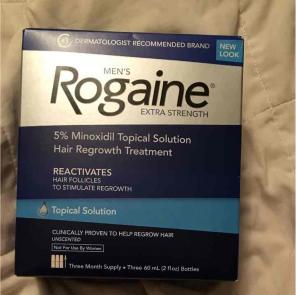 #1 DERMATOLOGIST RECOMMENDED BRAND
NEW
LOOK
MEN'S
Rogaine®
EXTRA STRENGTH
5% Minoxidil Topical Solution
Hair Regrowth Treatment
REACTIVATES
HAIR FOLLICLES
TO STIMULATE REGROWTH
Topical Solution
CLINICALLY PROVEN TO HELP REGROW HAIR
UNSCENTED
Not For Use By Women
Three Month Supply • Three 60 mL (2 fl oz) Bottles